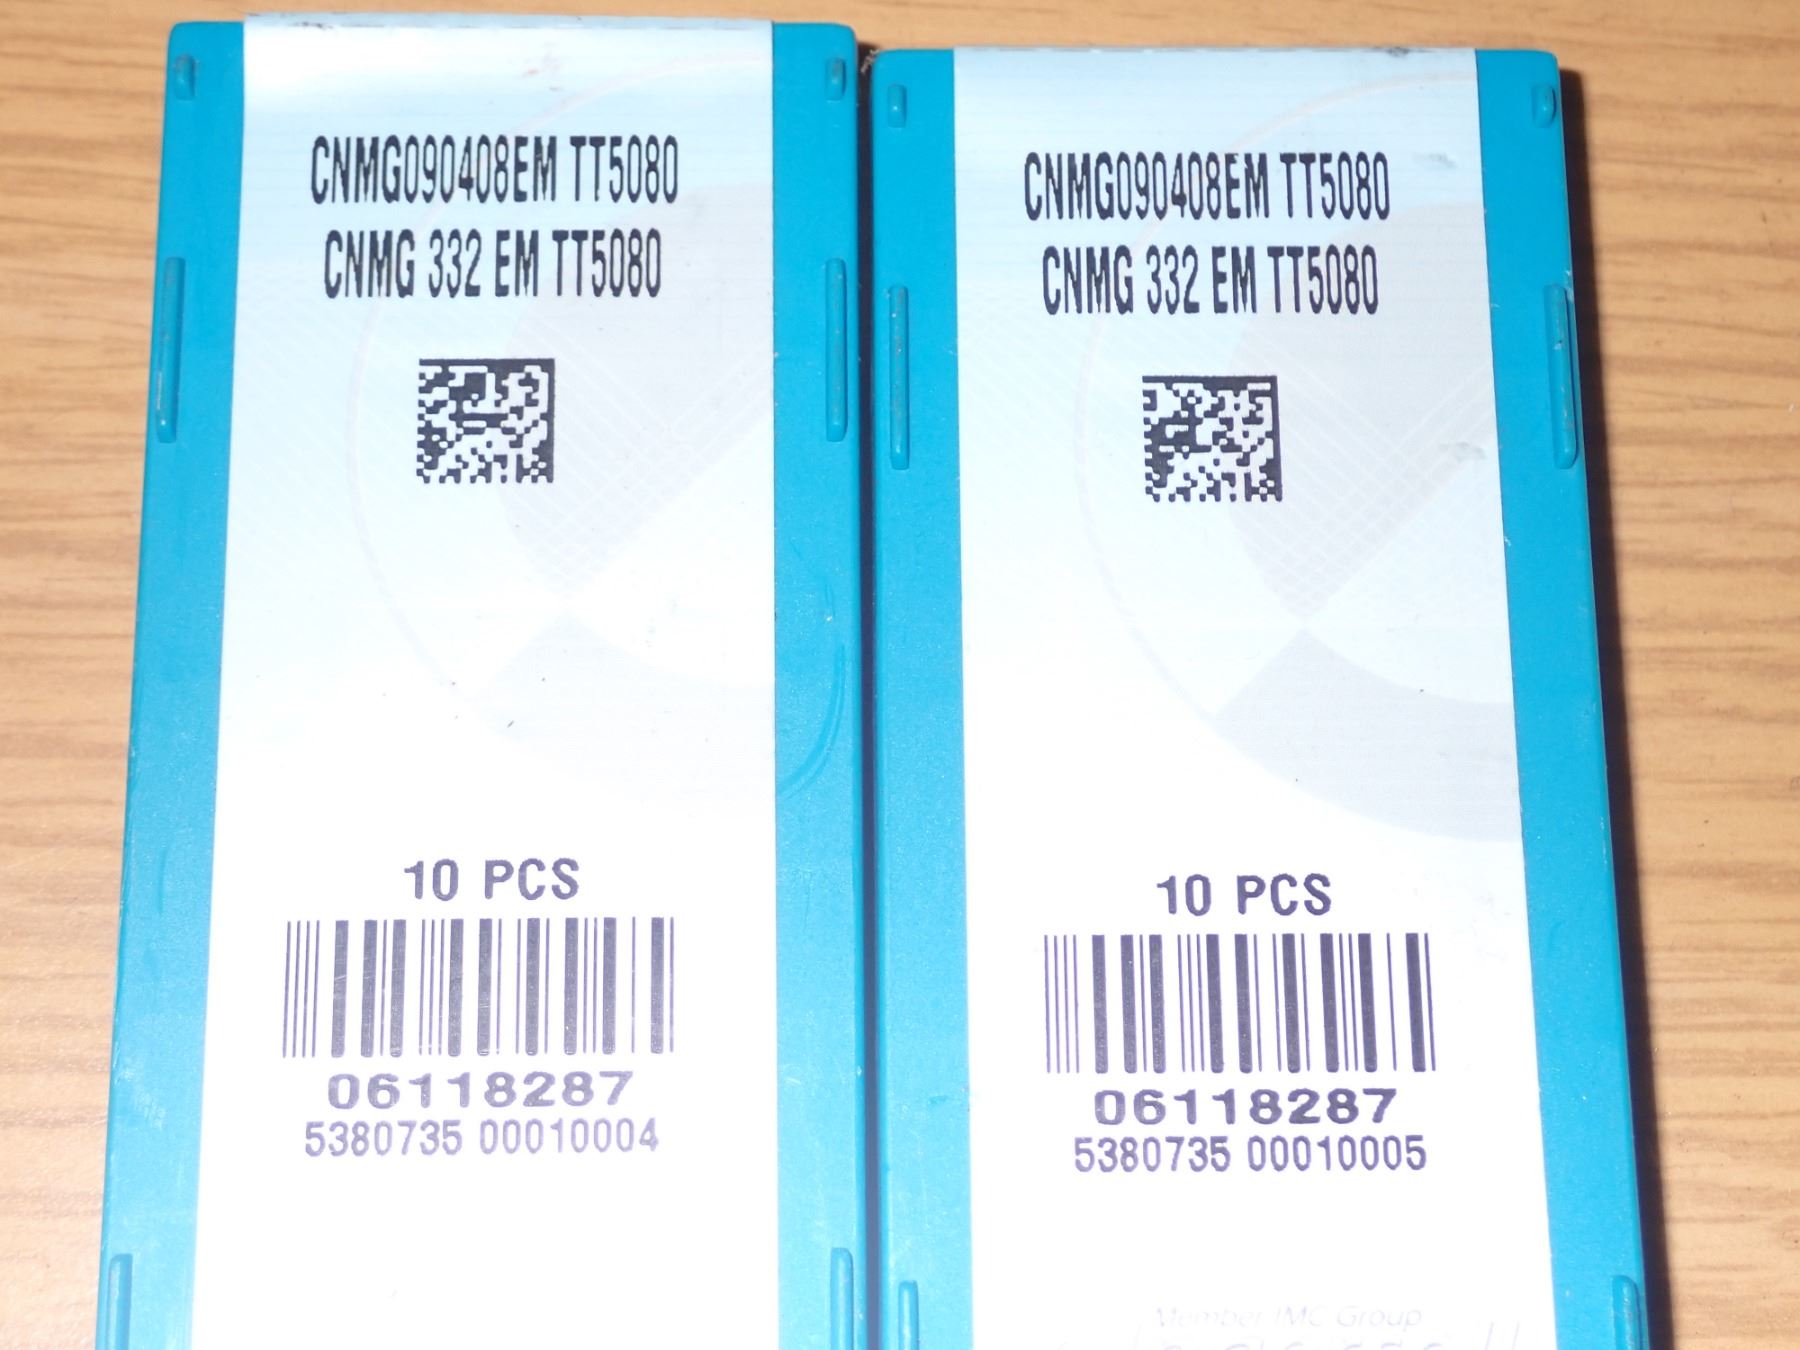 CNMG090408EM TT5080
CNMG 332 EM TT5080
10 PCS
06118287
5380735 00010004
CNMG090408EM TT5080
CNMG 332 EM TT5080
10 PCS
06118287
5380735 00010005
Member IMC Group